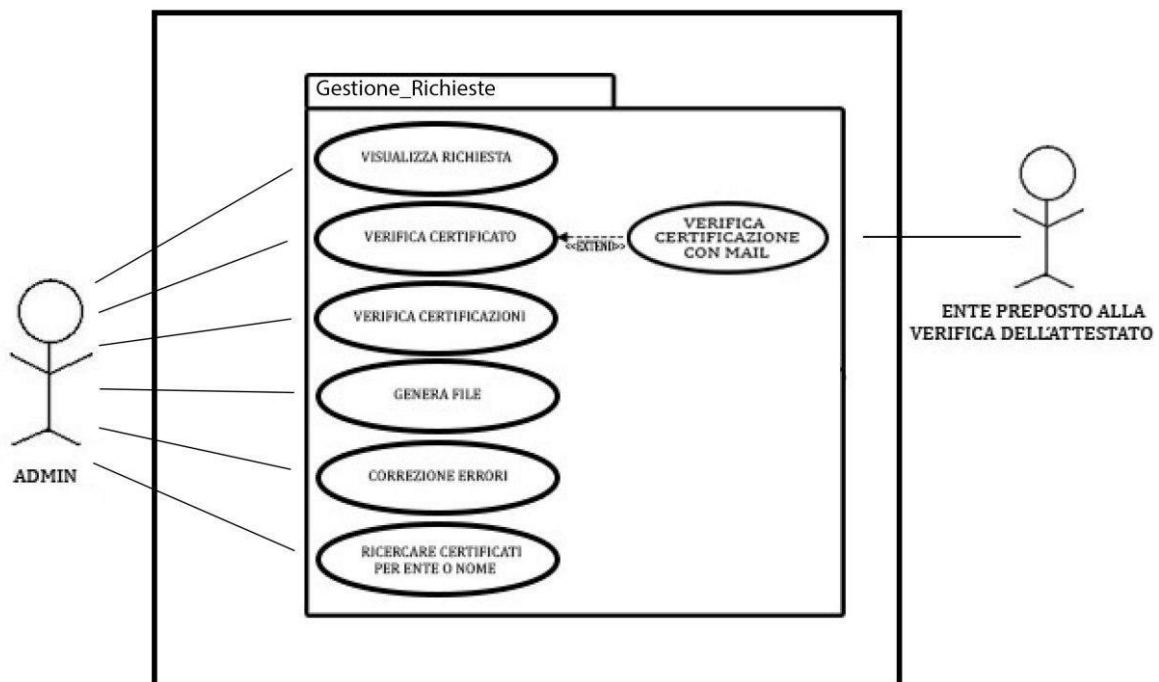 Gestione_Richieste
VISUALIZZA RICHIESTA
VERIFICA CERTIFICATO
<<EXTEND>>
VERIFICA
CERTIFICAZIONE
CON MAIL
VERIFICA CERTIFICAZIONI
GENERA FILE
CORREZIONE ERRORI
RICERCARE CERTIFICATI
PER ENTE O NOME
ADMIN
ENTE PREPOSTO ALLA
VERIFICA DELL'ATTESTATO